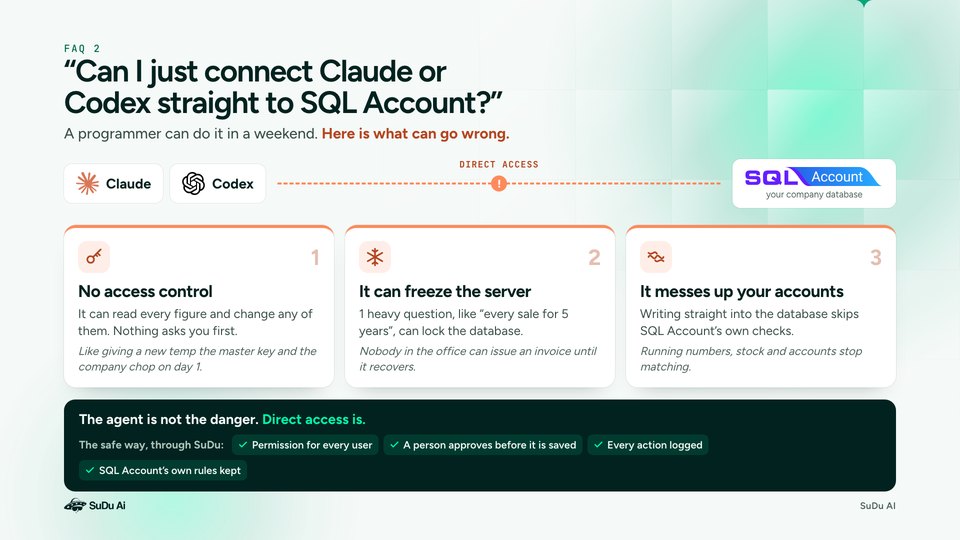 FAQ 2
“Can I just connect Claude or
Codex straight to SQL Account?”
A programmer can do it in a weekend. Here is what can go wrong.
DIRECT ACCESS
Claude
Codex
!
SQL Account
your company database
1
No access control
It can read every figure and change any of
them. Nothing asks you first.
Like giving a new temp the master key and the
company chop on day 1.
2
It can freeze the server
1 heavy question, like “every sale for 5
years”, can lock the database.
Nobody in the office can issue an invoice until
it recovers.
3
It messes up your accounts
Writing straight into the database skips
SQL Account’s own checks.
Running numbers, stock and accounts stop
matching.
The agent is not the danger. Direct access is.
The safe way, through SuDu: Permission for every user A person approves before it is saved Every action logged
SQL Account’s own rules kept
SuDu Ai
SuDu AI